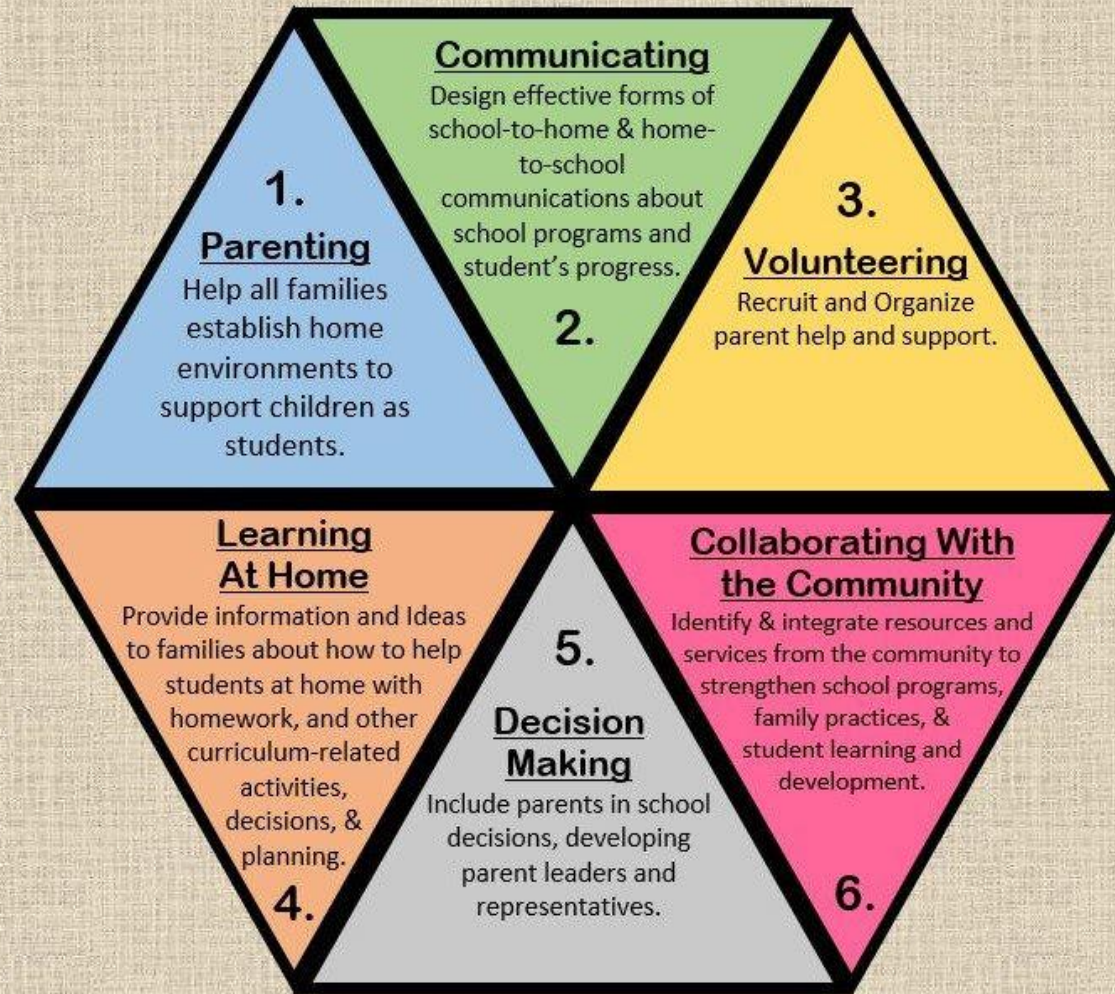 1.
Parenting
Help all families
establish home
environments to
support children as
students.
Communicating
Design effective forms of
school-to-home & home-
to-school
communications about
school programs and
student’s progress.
2.
3.
Volunteering
Recruit and Organize
parent help and support.
Learning
At Home
Provide information and Ideas
to families about how to help
students at home with
homework, and other
curriculum-related
activities,
decisions, &
planning.
4.
5.
Decision
Making
Include parents in school
decisions, developing
parent leaders and
representatives.
Collaborating With
the Community
Identify & integrate resources and
services from the community to
strengthen school programs,
family practices, &
student learning and
development.
6.